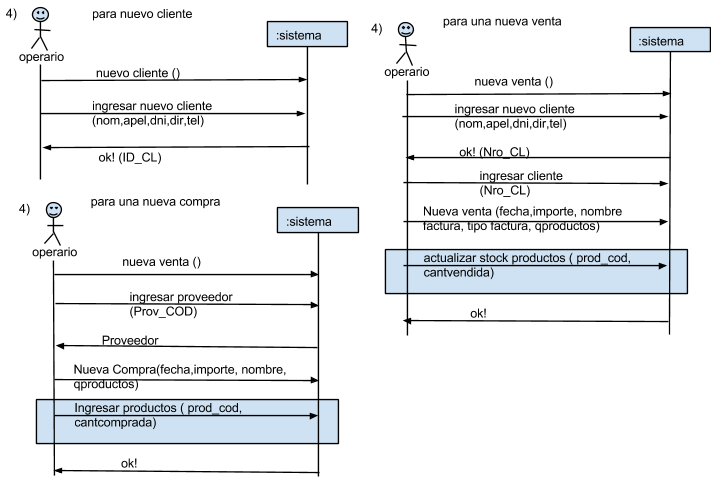 4)
para nuevo cliente
operario
:sistema
nuevo cliente ()
ingresar nuevo cliente
(nom,apel,dni,dir,tel)
ok! (ID_CL)
4)
para una nueva compra
operario
:sistema
nueva venta ()
ingresar proveedor
(Prov_COD)
Proveedor
Nueva Compra(fecha,importe, nombre,
qproductos)
Ingresar productos ( prod_cod,
cantcomprada)
ok!
4)
para una nueva venta
operario
:sistema
nueva venta ()
ingresar nuevo cliente
(nom,apel,dni,dir,tel)
ok! (Nro_CL)
ingresar cliente
(Nro_CL)
Nueva venta (fecha,importe, nombre
factura, tipo factura, qproductos)
actualizar stock productos ( prod_cod,
cantvendida)
ok!